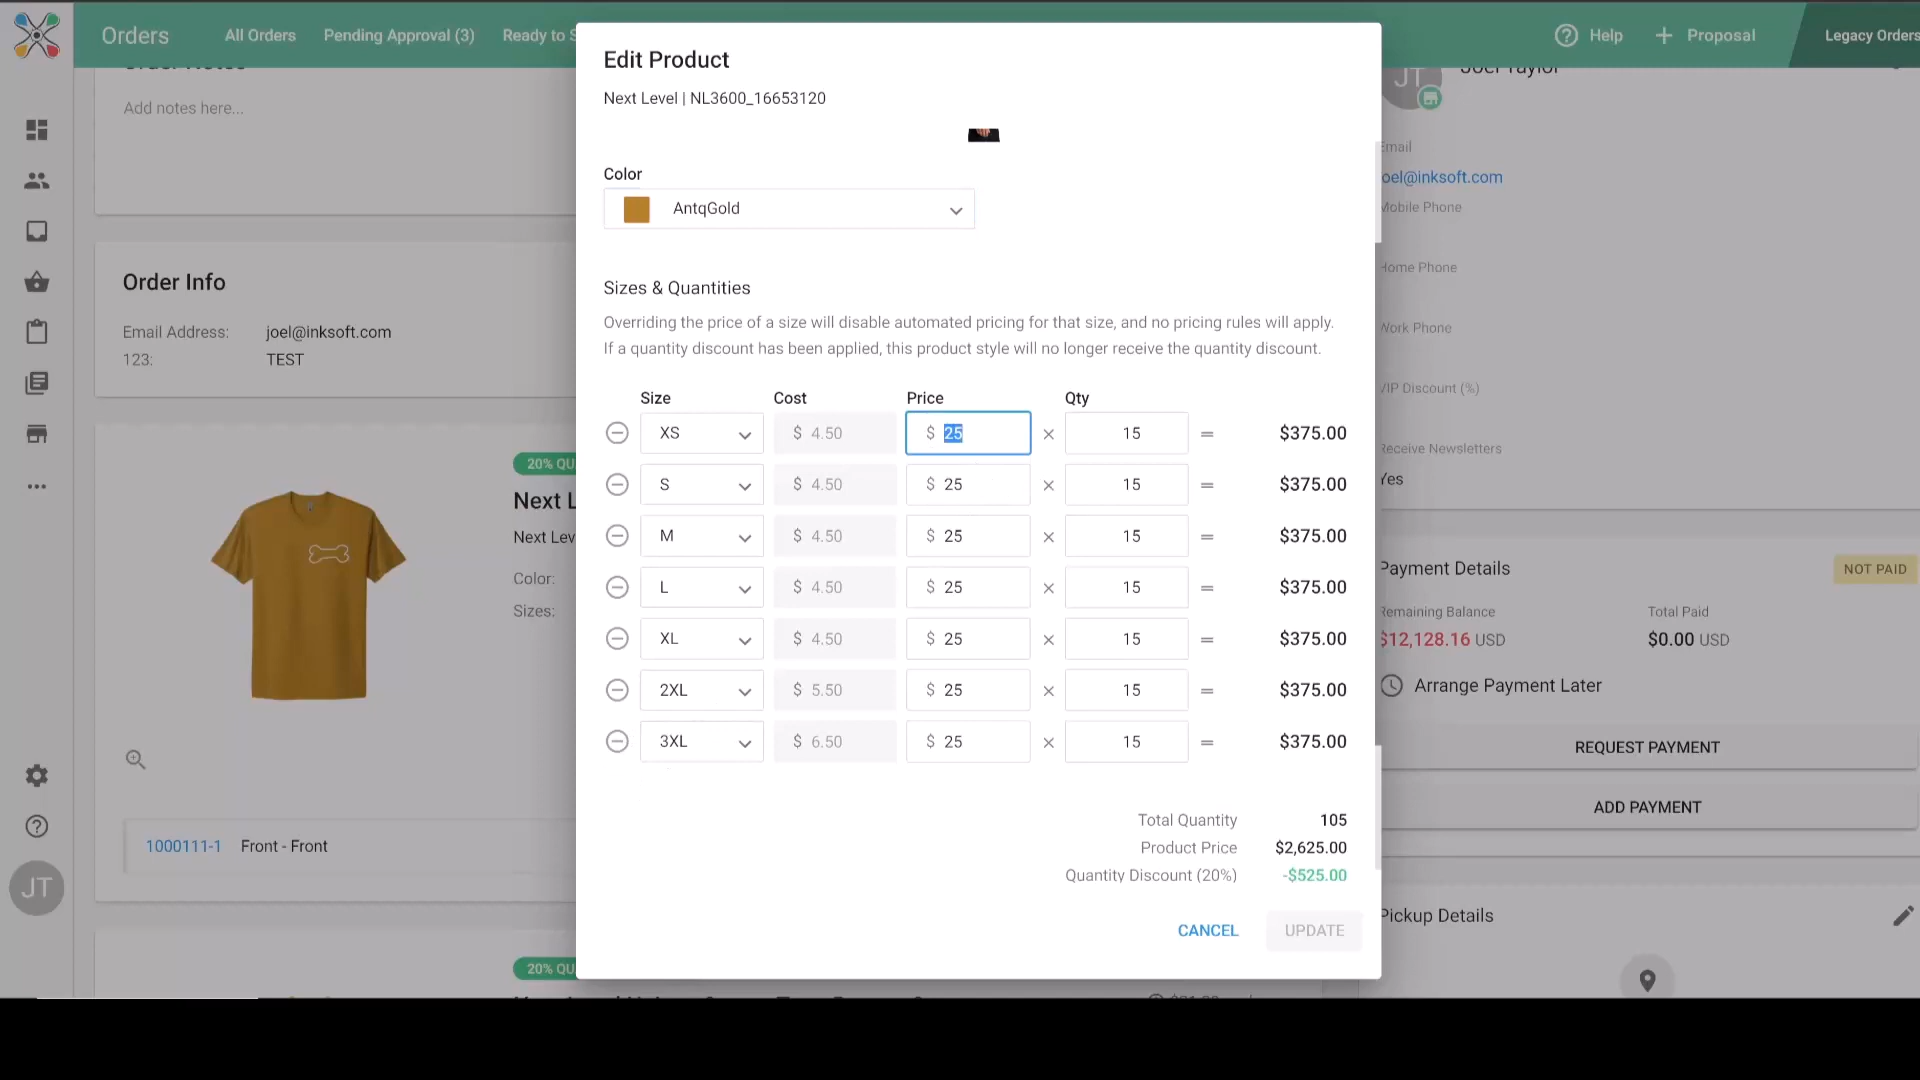 Orders
All Orders
Pending Approval (3)
Ready to S
Help
Proposal
Legacy Orders
Add notes here...
Order Info
Email Address: joel@inksoft.com
123: TEST
20% QU
Next L
Next Lev
Color:
Sizes:
1000111-1 Front - Front
JT
20% QU
Edit Product
Next Level | NL3600_16653120
Color
AntqGold
Sizes & Quantities
Overriding the price of a size will disable automated pricing for that size, and no pricing rules will apply.
If a quantity discount has been applied, this product style will no longer receive the quantity discount.
Size Cost Price Qty
XS $ 4.50 $ 25 × 15 = $375.00
S $ 4.50 $ 25 × 15 = $375.00
M $ 4.50 $ 25 × 15 = $375.00
L $ 4.50 $ 25 × 15 = $375.00
XL $ 4.50 $ 25 × 15 = $375.00
2XL $ 5.50 $ 25 × 15 = $375.00
3XL $ 6.50 $ 25 × 15 = $375.00
Total Quantity 105
Product Price $2,625.00
Quantity Discount (20%) -$525.00
CANCEL UPDATE
JT
Joel Taylor
Email
oel@inksoft.com
Mobile Phone
Home Phone
Work Phone
VIP Discount (%)
Receive Newsletters
Yes
Payment Details NOT PAID
Remaining Balance Total Paid
$12,128.16 USD $0.00 USD
Arrange Payment Later
REQUEST PAYMENT
ADD PAYMENT
Pickup Details